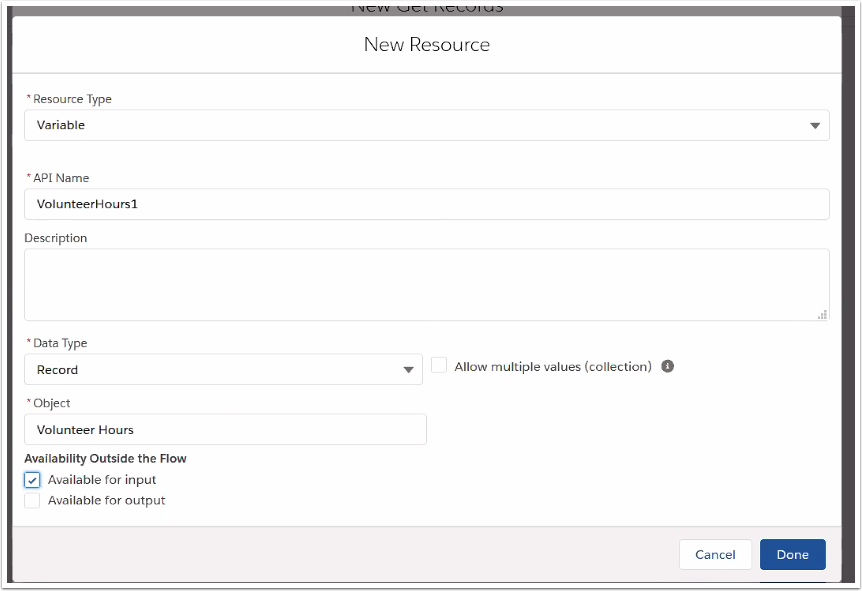 New Get Records
New Resource
* Resource Type
Variable
* API Name
VolunteerHours1
Description
* Data Type
Record
Allow multiple values (collection)
* Object
Volunteer Hours
Availability Outside the Flow
Available for input
Available for output
Cancel
Done